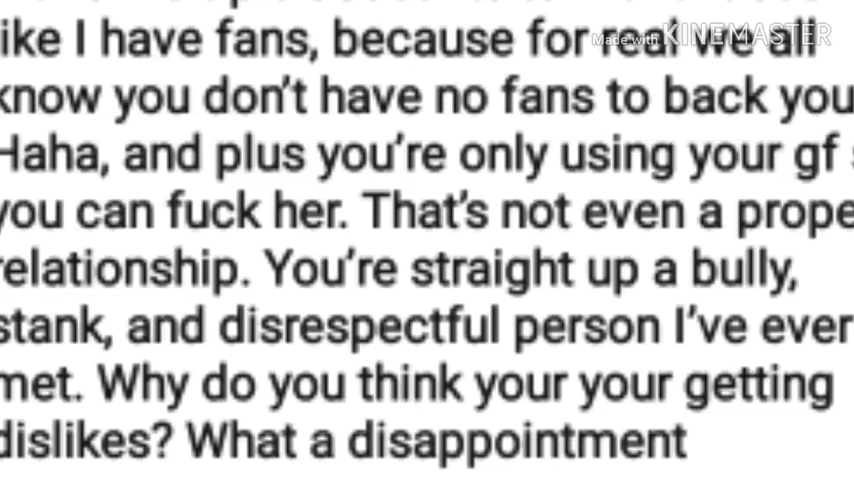 like I have fans, because for real we all
know you don't have no fans to back you
Haha, and plus you're only using your gf
you can fuck her. That's not even a prope
relationship. You're straight up a bully,
stank, and disrespectful person I've ever
met. Why do you think your your getting
dislikes? What a disappointment
Made with KINEMASTER